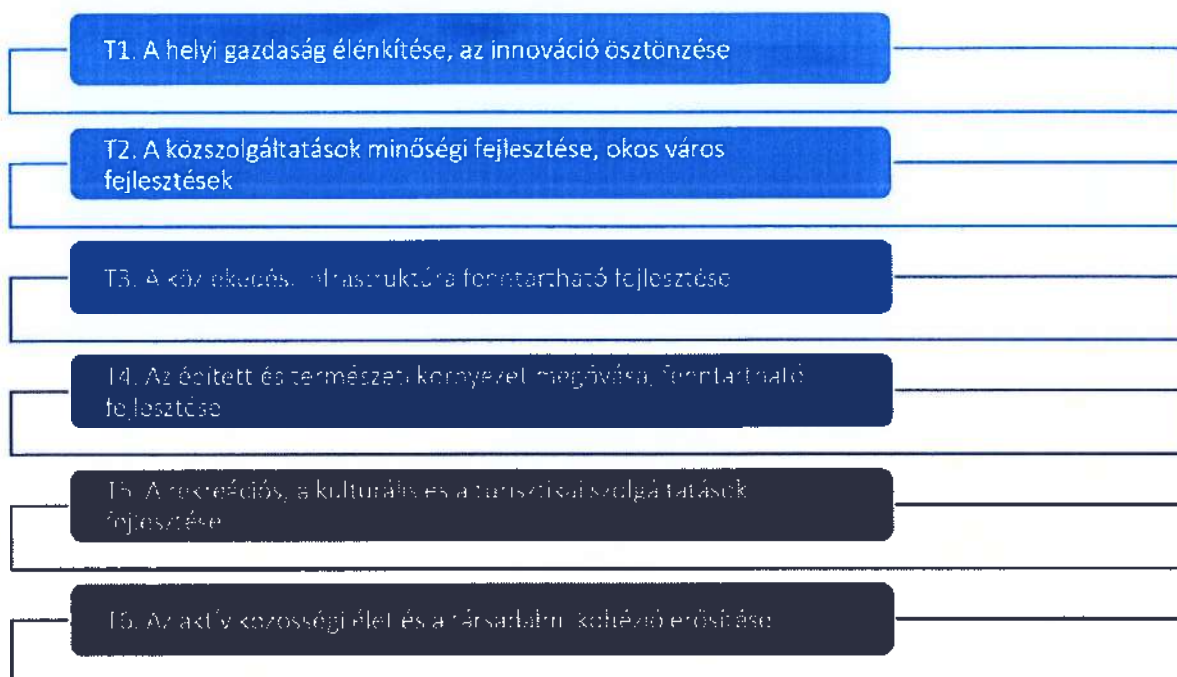 T1. A helyi gazdaság élénkítése, az innováció ösztönzése
T2. A közszolgáltatások minőségi fejlesztése, okos város
fejlesztések
T3. A közlekedési infrastruktúra fenntartható fejlesztése
T4. Az épített és természeti környezet megóvása, fenntartható
fejlesztése
T5. A rekreációs, a kulturális és a turisztikai szolgáltatások
fejlesztése
T6. Az aktív közösségi élet és a társadalmi kohézió erősítése